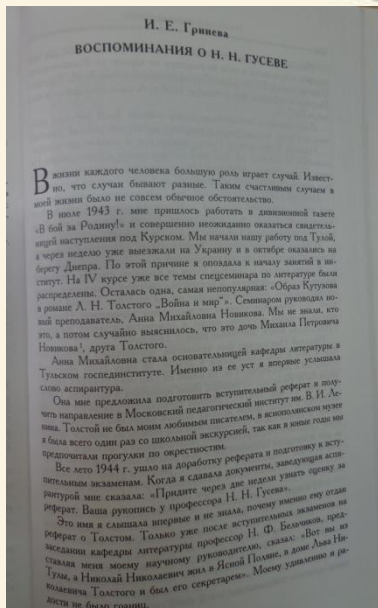 И. Е. Гринева
ВОСПОМИНАНИЯ О Н. Н. ГУСЕВЕ
В жизни каждого человека большую роль играет случай. Извест-
но, что случаи бывают разные. Таким счастливым случаем в
моей жизни было не совсем обычное обстоятельство.
В июле 1943 г. мне пришлось работать в дивизионной газете
«В бой за Родину!» и совершенно неожиданно оказаться свидетель-
ницей наступления под Курском. Мы начали нашу работу под Тулой,
а через неделю уже выезжали на Украину и в октябре оказались на
берегу Днепра. По этой причине я опоздала к началу занятий в ин-
ститут. На IV курсе уже все темы спецсеминара по литературе были
распределены. Осталась одна, самая непопулярная: «Образ Кутузова
в романе Л. Н. Толстого „Война и мир“». Семинаром руководил но-
вый преподаватель, Анна Михайловна Новикова. Мы не знали, кто
это, а потом случайно выяснилось, что это дочь Михаила Петровича
Новикова¹, друга Толстого.
Анна Михайловна стала основательницей кафедры литературы в
Тульском госпединституте. Именно из ее уст я впервые услышала
слово аспирантура.
Она мне предложила подготовить вступительный реферат и полу-
чить направление в Московский педагогический институт им. В. И. Ле-
нина. Толстой не был моим любимым писателем, в яснополянском музее
я была всего один раз со школьной экскурсией, так как в юные годы мы
предпочитали прогулки по окрестностям.
Все лето 1944 г. ушло на доработку реферата и подготовку к всту-
пительным экзаменам. Когда я сдавала документы, заведующая аспи-
рантурой мне сказала: «Придите через две недели узнать оценку за
реферат. Ваша рукопись у профессора Н. Н. Гусева».
Это имя я слышала впервые и не знала, почему именно ему отдан
реферат о Толстом. Только уже после вступительных экзаменов на
заседании кафедры литературы профессор Н. Ф. Бельчиков, пред-
ставляя меня моему научному руководителю, сказал: «Вот вы из
Тулы, а Николай Николаевич жил в Ясной Поляне, в доме Льва Ни-
колаевича Толстого и был его секретарем». Моему удивлению и ра-
дости не было границ.